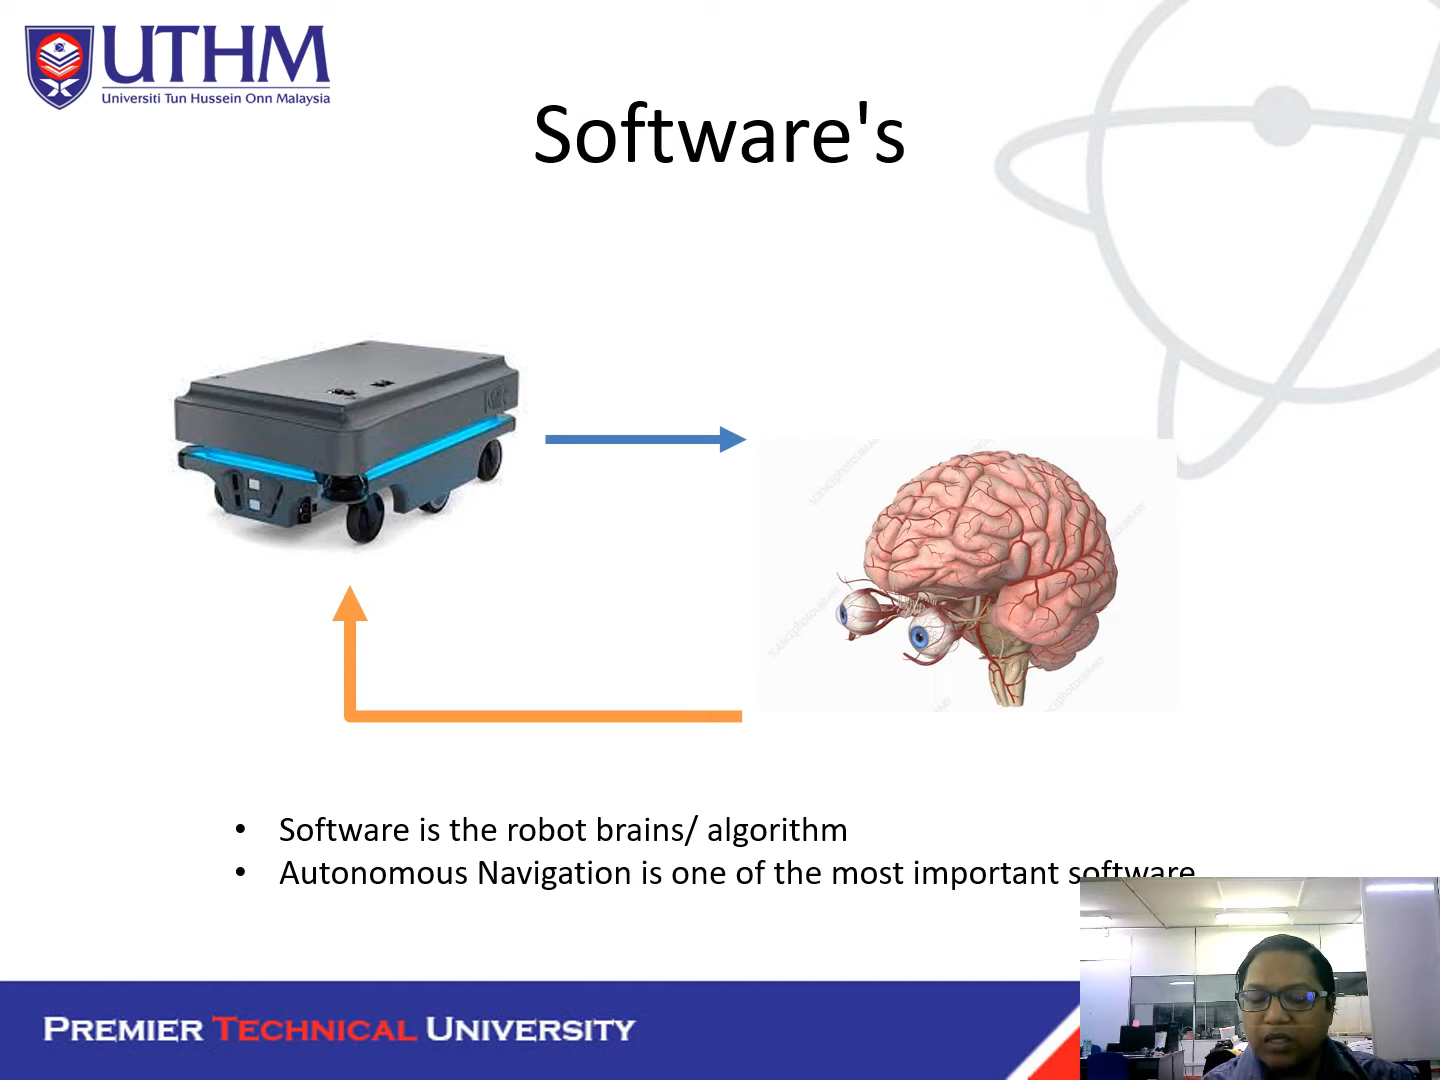 UTHM
Universiti Tun Hussein Onn Malaysia
Software's
• Software is the robot brains/ algorithm
• Autonomous Navigation is one of the most important software
PREMIER TECHNICAL UNIVERSITY